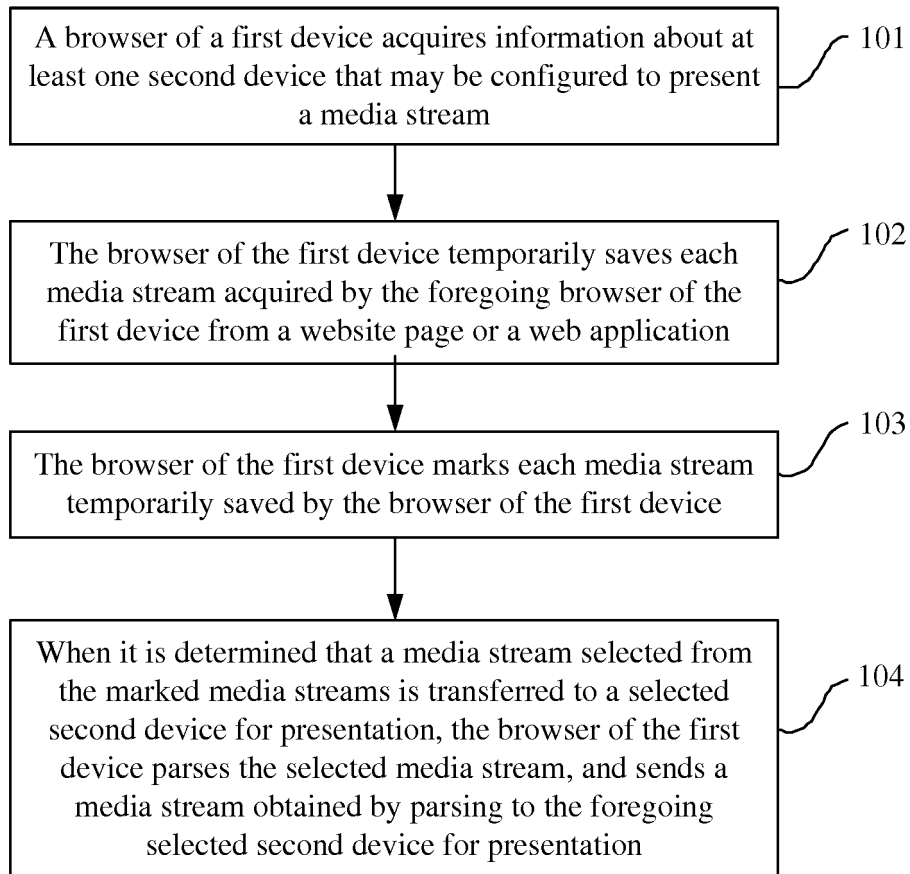 A browser of a first device acquires information about at
least one second device that may be configured to present
a media stream
101
The browser of the first device temporarily saves each
media stream acquired by the foregoing browser of the
first device from a website page or a web application
102
The browser of the first device marks each media stream
temporarily saved by the browser of the first device
103
When it is determined that a media stream selected from
the marked media streams is transferred to a selected
second device for presentation, the browser of the first
device parses the selected media stream, and sends a
media stream obtained by parsing to the foregoing
selected second device for presentation
104